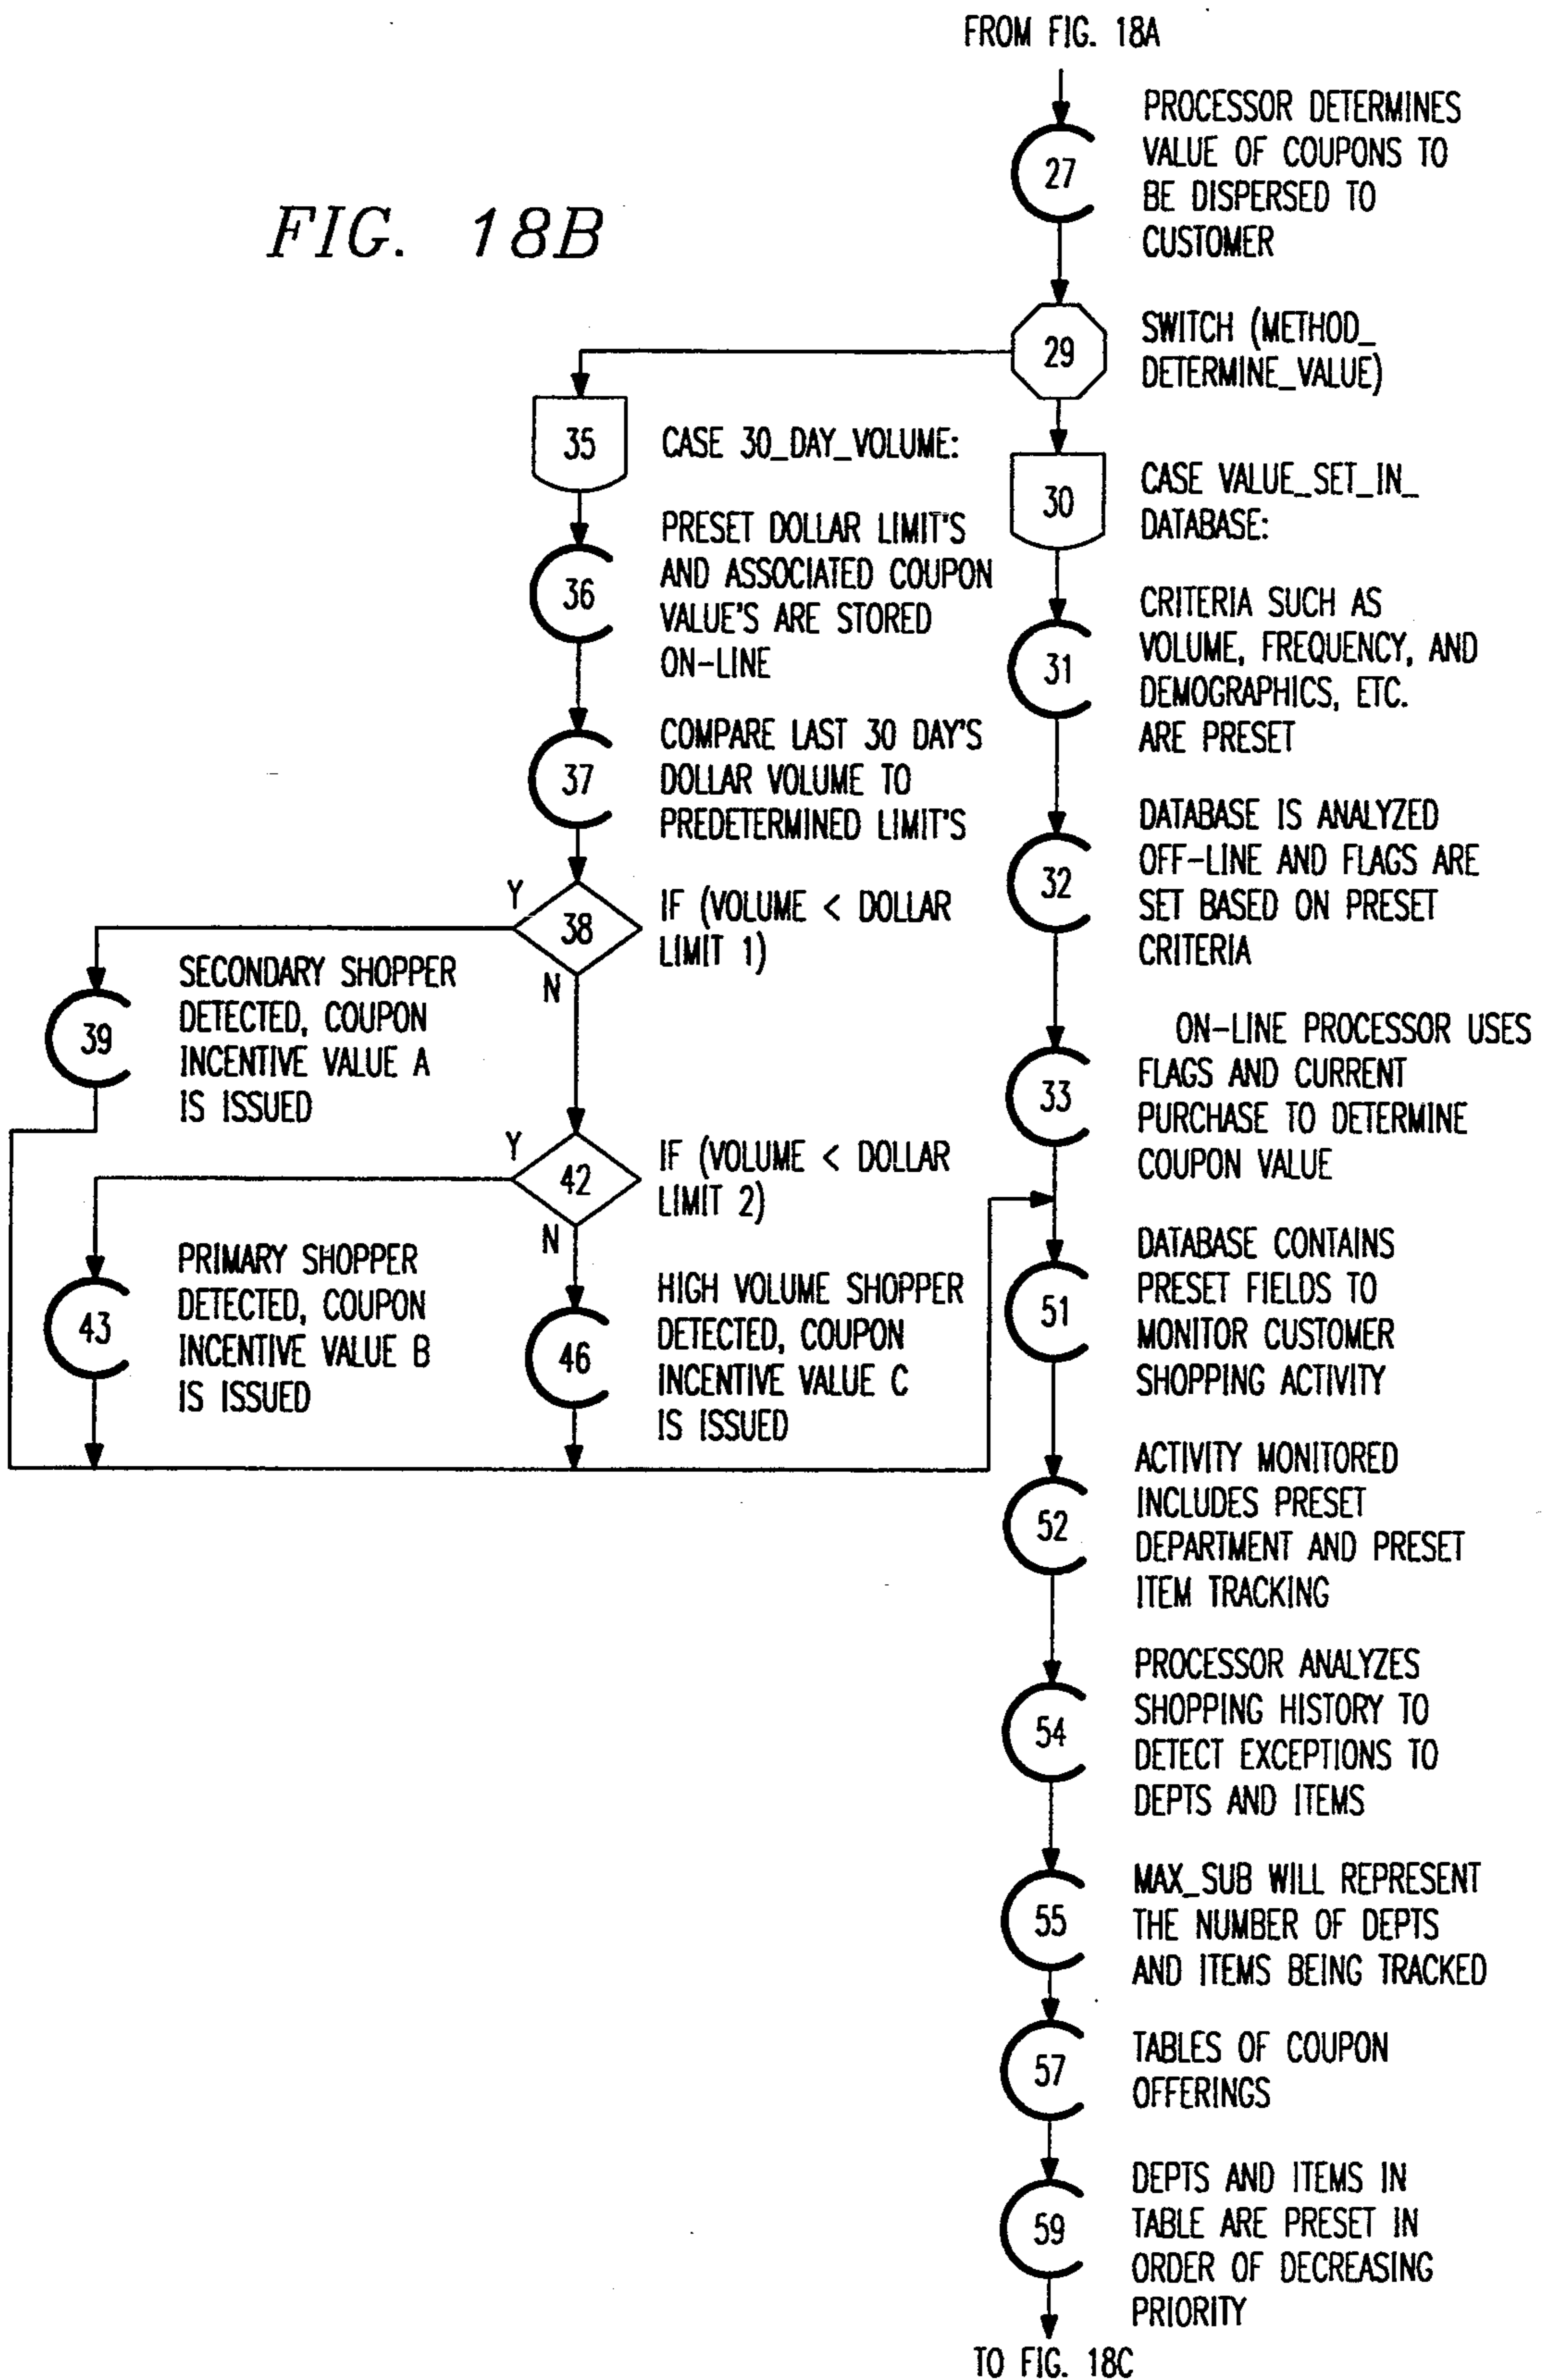 FROM FIG. 18A
FIG. 18B
27
PROCESSOR DETERMINES
VALUE OF COUPONS TO
BE DISPERSED TO
CUSTOMER
29
SWITCH (METHOD_
DETERMINE_VALUE)
35
CASE 30_DAY_VOLUME:
36
PRESET DOLLAR LIMIT'S
AND ASSOCIATED COUPON
VALUE'S ARE STORED
ON-LINE
37
COMPARE LAST 30 DAY'S
DOLLAR VOLUME TO
PREDETERMINED LIMIT'S
Y
38
N
IF (VOLUME < DOLLAR
LIMIT 1)
39
SECONDARY SHOPPER
DETECTED, COUPON
INCENTIVE VALUE A
IS ISSUED
Y
42
N
IF (VOLUME < DOLLAR
LIMIT 2)
43
PRIMARY SHOPPER
DETECTED, COUPON
INCENTIVE VALUE B
IS ISSUED
46
HIGH VOLUME SHOPPER
DETECTED, COUPON
INCENTIVE VALUE C
IS ISSUED
30
CASE VALUE_SET_IN_
DATABASE:
31
CRITERIA SUCH AS
VOLUME, FREQUENCY, AND
DEMOGRAPHICS, ETC.
ARE PRESET
32
DATABASE IS ANALYZED
OFF-LINE AND FLAGS ARE
SET BASED ON PRESET
CRITERIA
33
ON-LINE PROCESSOR USES
FLAGS AND CURRENT
PURCHASE TO DETERMINE
COUPON VALUE
51
DATABASE CONTAINS
PRESET FIELDS TO
MONITOR CUSTOMER
SHOPPING ACTIVITY
52
ACTIVITY MONITORED
INCLUDES PRESET
DEPARTMENT AND PRESET
ITEM TRACKING
54
PROCESSOR ANALYZES
SHOPPING HISTORY TO
DETECT EXCEPTIONS TO
DEPTS AND ITEMS
55
MAX_SUB WILL REPRESENT
THE NUMBER OF DEPTS
AND ITEMS BEING TRACKED
57
TABLES OF COUPON
OFFERINGS
59
DEPTS AND ITEMS IN
TABLE ARE PRESET IN
ORDER OF DECREASING
PRIORITY
TO FIG. 18C